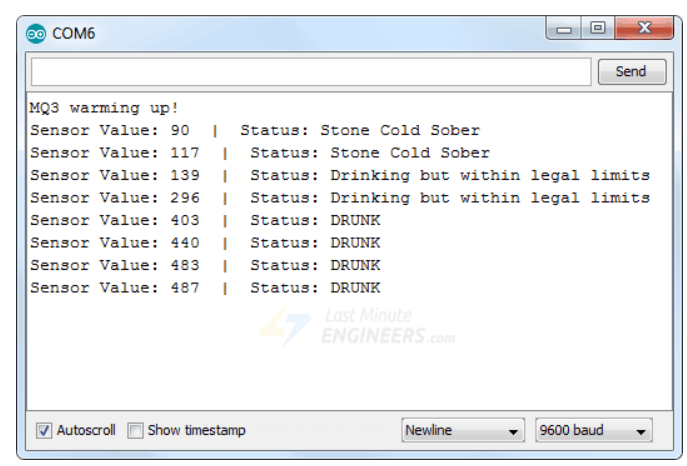 COM6
Send
MQ3 warming up!
Sensor Value: 90 | Status: Stone Cold Sober
Sensor Value: 117 | Status: Stone Cold Sober
Sensor Value: 139 | Status: Drinking but within legal limits
Sensor Value: 296 | Status: Drinking but within legal limits
Sensor Value: 403 | Status: DRUNK
Sensor Value: 440 | Status: DRUNK
Sensor Value: 483 | Status: DRUNK
Sensor Value: 487 | Status: DRUNK
Last Minute
ENGINEERS.com
Autoscroll Show timestamp Newline 9600 baud